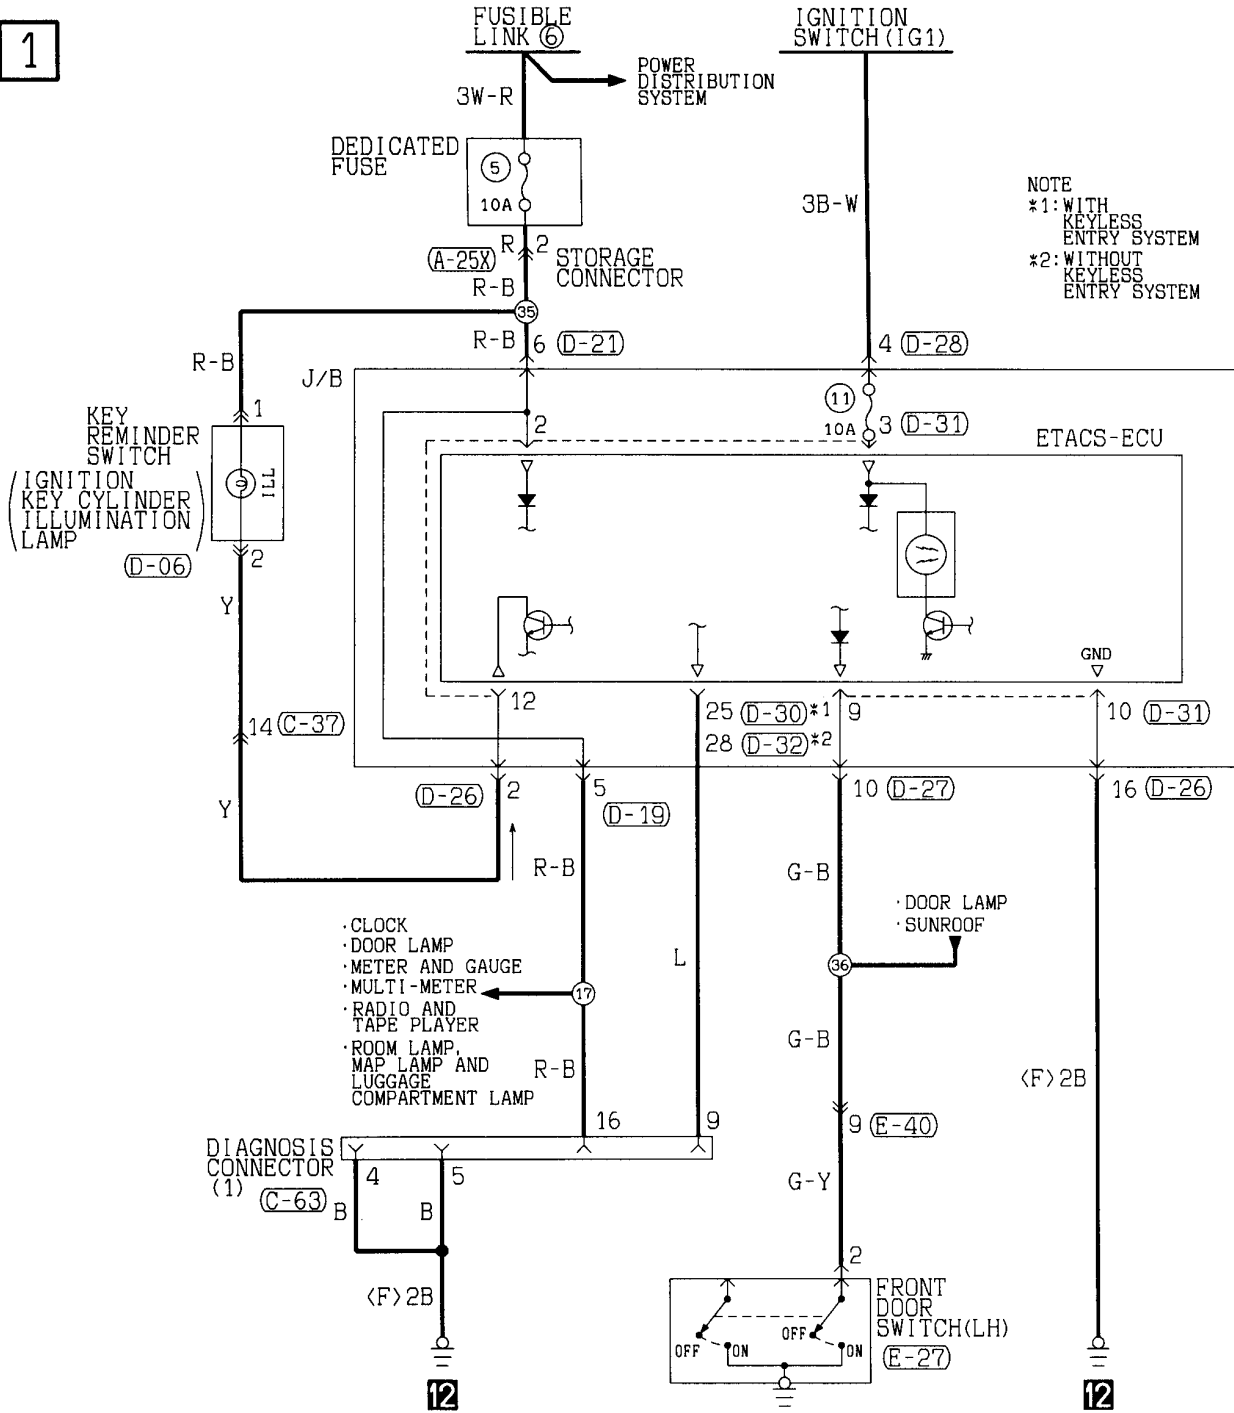 1
FUSIBLE
LINK ⑥
IGNITION
SWITCH(IG1)
POWER
DISTRIBUTION
SYSTEM
3W-R
DEDICATED
FUSE
5
10A
3B-W
NOTE
*1:WITH
KEYLESS
ENTRY SYSTEM
*2:WITHOUT
KEYLESS
ENTRY SYSTEM
R 2
A-25X
STORAGE
CONNECTOR
R-B
35
R-B 6 D-21
4 D-28
R-B
J/B
11
10A
3 D-31
1
2
KEY
REMINDER
SWITCH
(IGNITION
KEY CYLINDER
ILLUMINATION
LAMP)
ILL
ETACS-ECU
D-06
2
Y
GND
12
25 D-30 *1
28 D-32 *2
9
10 D-31
14 C-37
D-26 2
5
D-19
10 D-27
16 D-26
Y
R-B
G-B
·DOOR LAMP
·SUNROOF
·CLOCK
·DOOR LAMP
·METER AND GAUGE
·MULTI-METER
·RADIO AND
TAPE PLAYER
·ROOM LAMP,
MAP LAMP AND
LUGGAGE
COMPARTMENT LAMP
17
L
36
G-B
R-B
<F>2B
16
9
9 E-40
DIAGNOSIS
CONNECTOR
(1)
C-63
4
5
B
B
G-Y
2
<F>2B
FRONT
DOOR
SWITCH(LH)
E-27
OFF
ON
OFF
ON
12
12